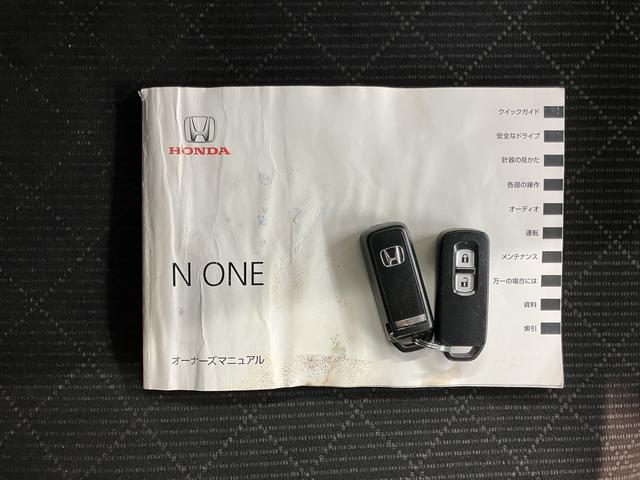 HONDA
N ONE
オーナーズマニュアル
クイックガイド
安全なドライブ
計器の見かた
各部の操作
オーディオ
運転
メンテナンス
万一の場合には
資料
索引